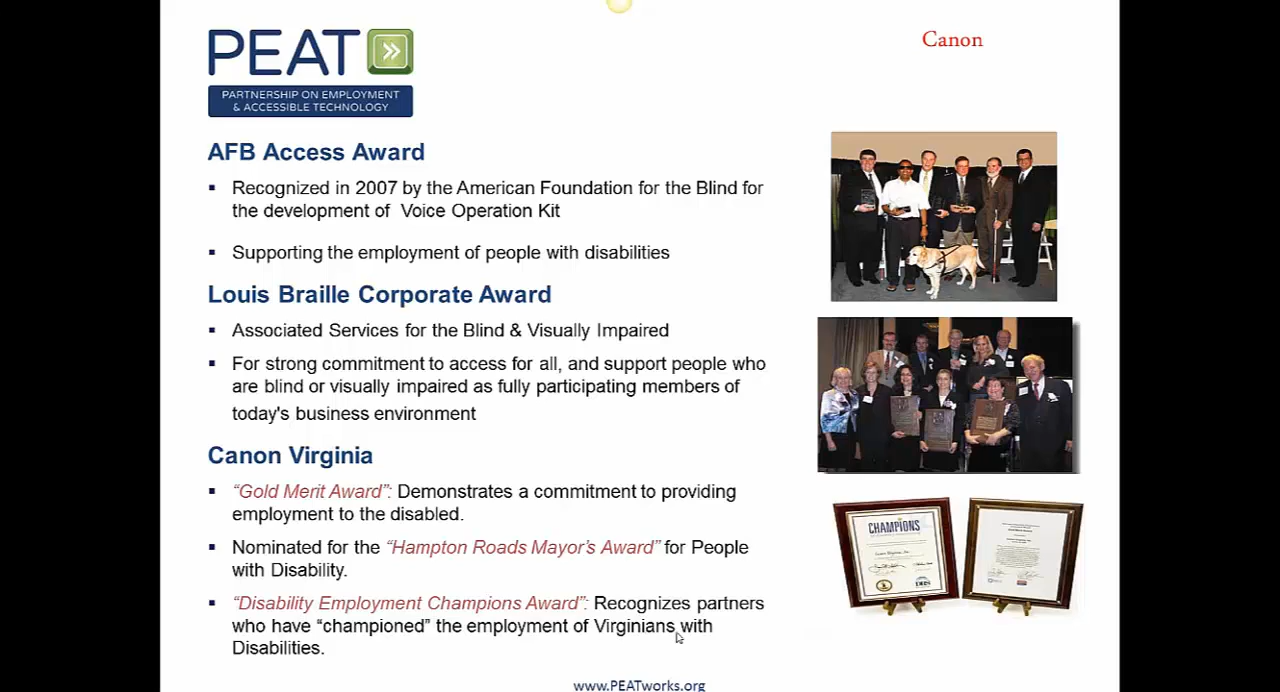 PEAT
PARTNERSHIP ON EMPLOYMENT
& ACCESSIBLE TECHNOLOGY
Canon
AFB Access Award
▪ Recognized in 2007 by the American Foundation for the Blind for
the development of Voice Operation Kit
▪ Supporting the employment of people with disabilities
Louis Braille Corporate Award
▪ Associated Services for the Blind & Visually Impaired
▪ For strong commitment to access for all, and support people who
are blind or visually impaired as fully participating members of
today's business environment
Canon Virginia
▪ “Gold Merit Award”: Demonstrates a commitment to providing
employment to the disabled.
▪ Nominated for the “Hampton Roads Mayor’s Award” for People
with Disability.
▪ “Disability Employment Champions Award”: Recognizes partners
who have “championed” the employment of Virginians with
Disabilities.
CHAMPIONS
www.PEATworks.org